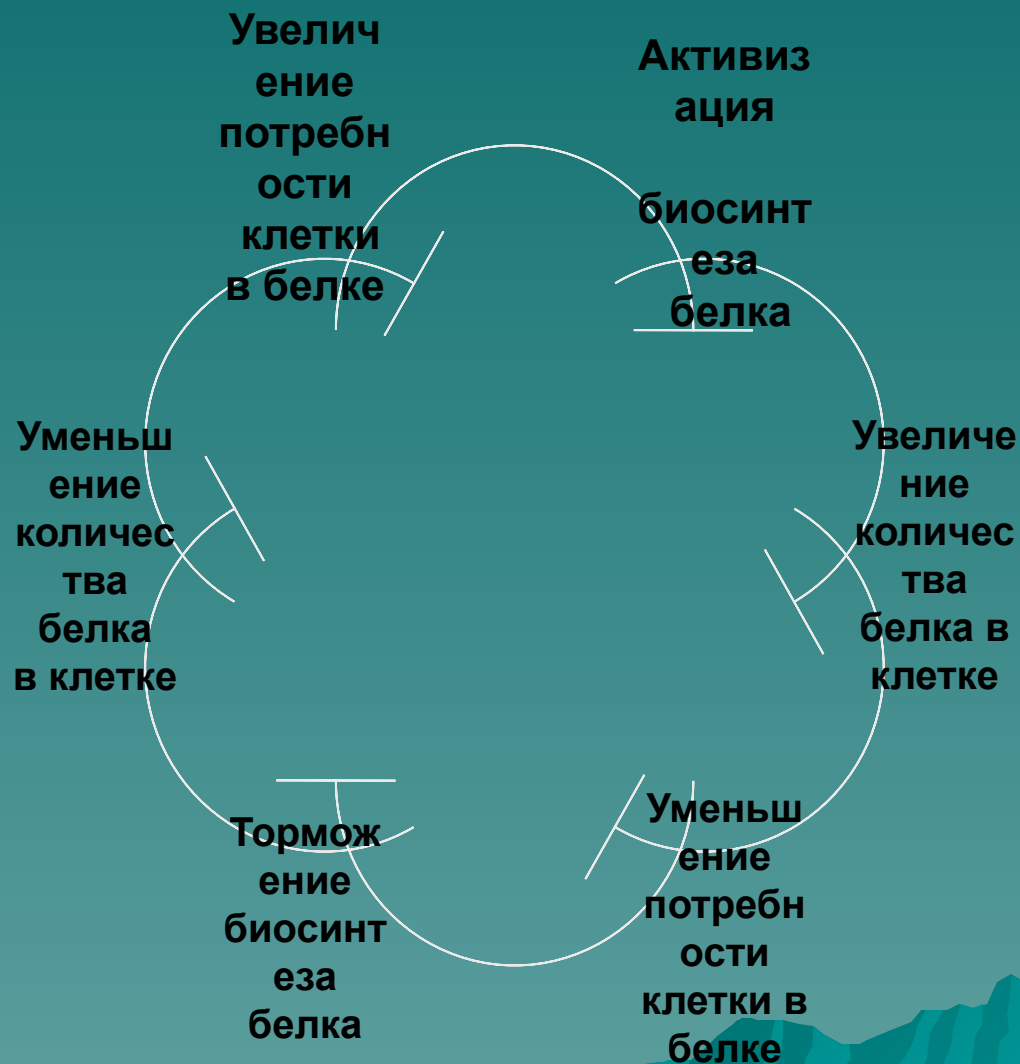 Увелич
ение
потребн
ости
клетки
в белке
Активиз
ация
биосинт
еза
белка
Увеличе
ние
количес
тва
белка в
клетке
Уменьш
ение
потребн
ости
клетки в
белке
Тормож
ение
биосинт
еза
белка
Уменьш
ение
количес
тва
белка
в клетке